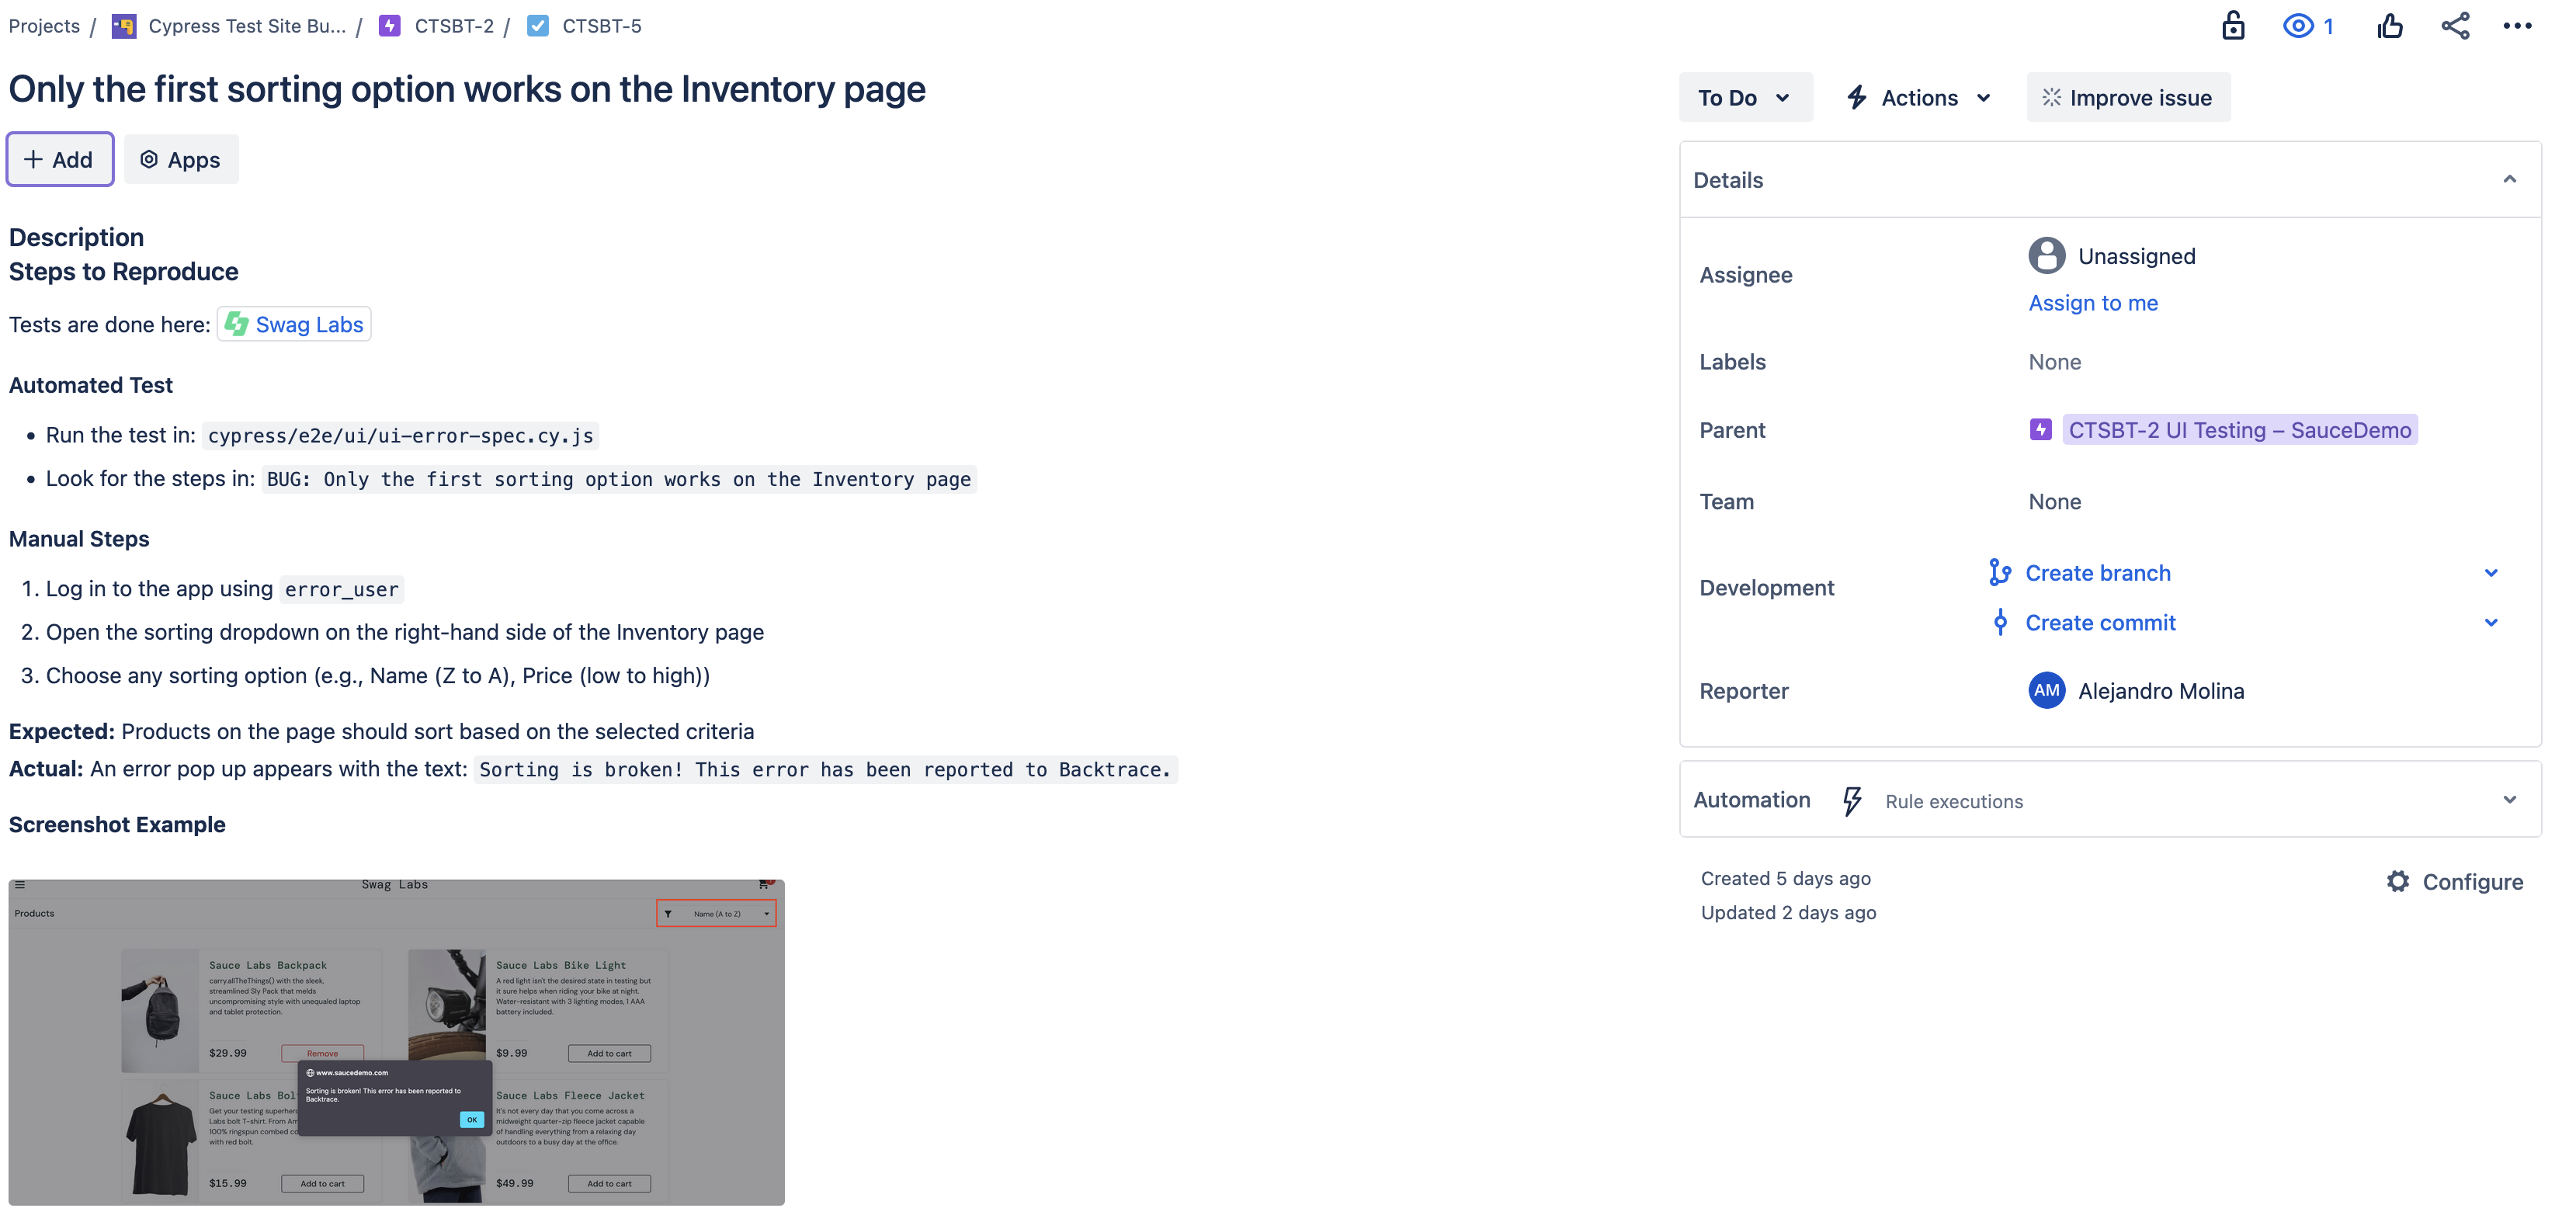 Projects / Cypress Test Site Bu... / CTSBT-2 / CTSBT-5
1
Only the first sorting option works on the Inventory page
To Do
Actions
Improve issue
Add
Apps
Description
Steps to Reproduce
Tests are done here: Swag Labs
Automated Test
• Run the test in: cypress/e2e/ui/ui-error-spec.cy.js
• Look for the steps in: BUG: Only the first sorting option works on the Inventory page
Manual Steps
1. Log in to the app using error_user
2. Open the sorting dropdown on the right-hand side of the Inventory page
3. Choose any sorting option (e.g., Name (Z to A), Price (low to high))
Expected: Products on the page should sort based on the selected criteria
Actual: An error pop up appears with the text: Sorting is broken! This error has been reported to Backtrace.
Screenshot Example
Swag Labs
Products
Name (A to Z)
Sauce Labs Backpack
carry.allTheThings() with the sleek,
streamlined Sly Pack that melds
uncompromising style with unequaled laptop
and tablet protection.
$29.99
Remove
Sauce Labs Bike Light
A red light isn't the desired state in testing but
it sure helps when riding your bike at night.
Water-resistant with 3 lighting modes, 1 AAA
battery included.
$9.99
Add to cart
www.saucedemo.com
Sorting is broken! This error has been reported to
Backtrace.
OK
Sauce Labs Bol
Get your testing superhero
Labs bolt T-shirt. From Am
100% ringspun combed co
with red bolt.
$15.99
Add to cart
Sauce Labs Fleece Jacket
It's not every day that you come across a
midweight quarter-zip fleece jacket capable
of handling everything from a relaxing day
outdoors to a busy day at the office.
$49.99
Add to cart
Details
Assignee
Unassigned
Assign to me
Labels
None
Parent
CTSBT-2 UI Testing – SauceDemo
Team
None
Development
Create branch
Create commit
Reporter
AM Alejandro Molina
Automation
Rule executions
Created 5 days ago
Updated 2 days ago
Configure